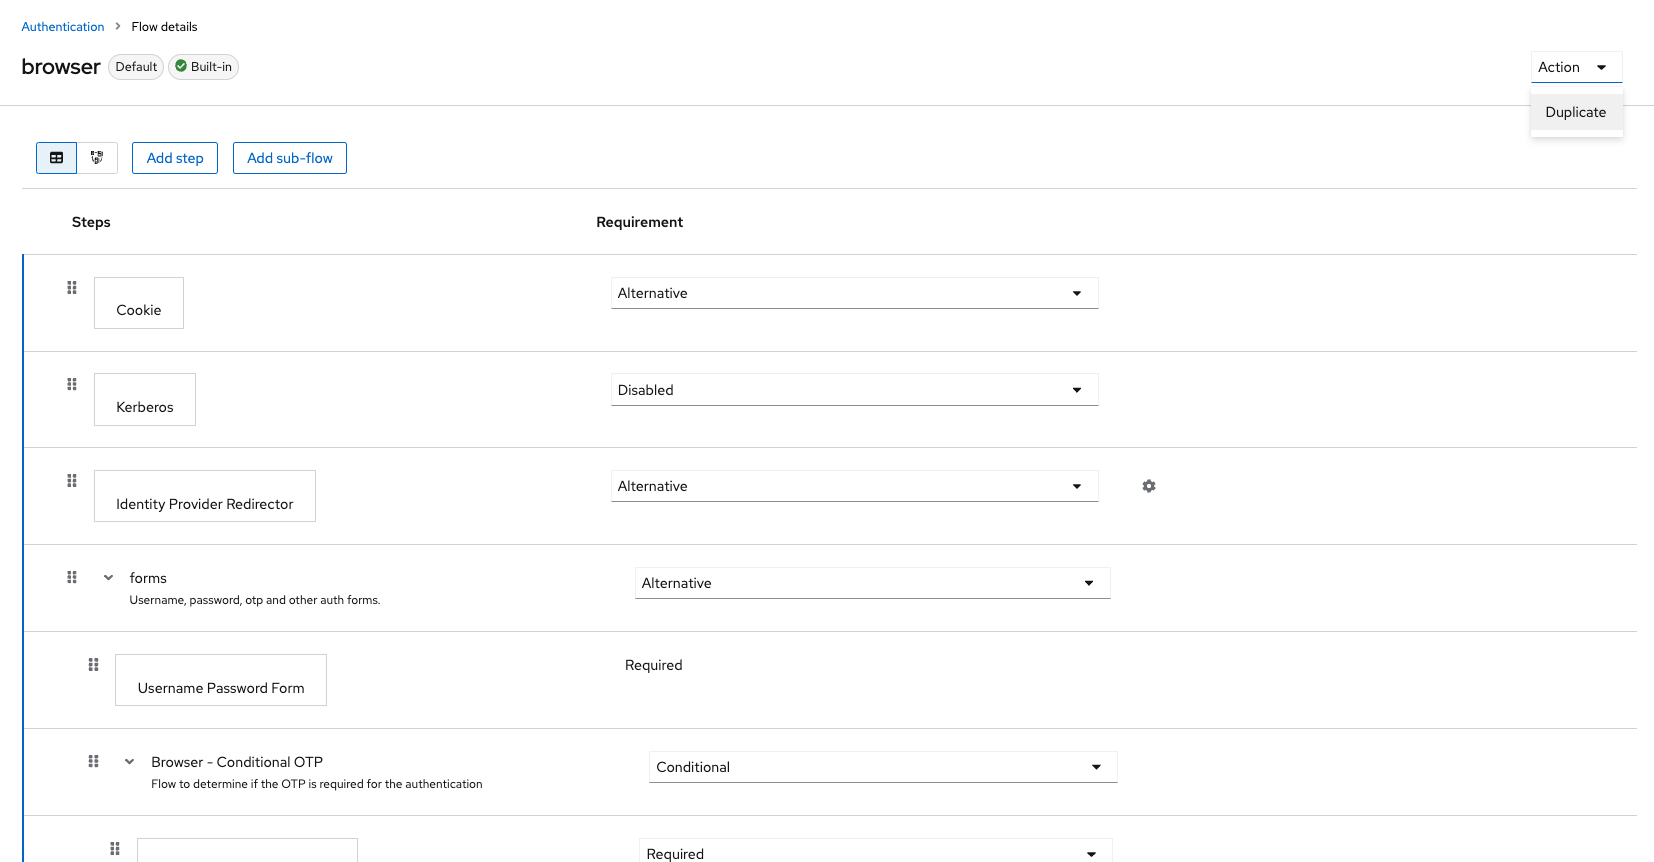 Authentication
Flow details
browser
Default
Built-in
Action
Duplicate
Add step
Add sub-flow
Steps
Requirement
Cookie
Alternative
Kerberos
Disabled
Identity Provider Redirector
Alternative
forms
Username, password, otp and other auth forms.
Alternative
Username Password Form
Required
Browser - Conditional OTP
Flow to determine if the OTP is required for the authentication
Conditional
Required